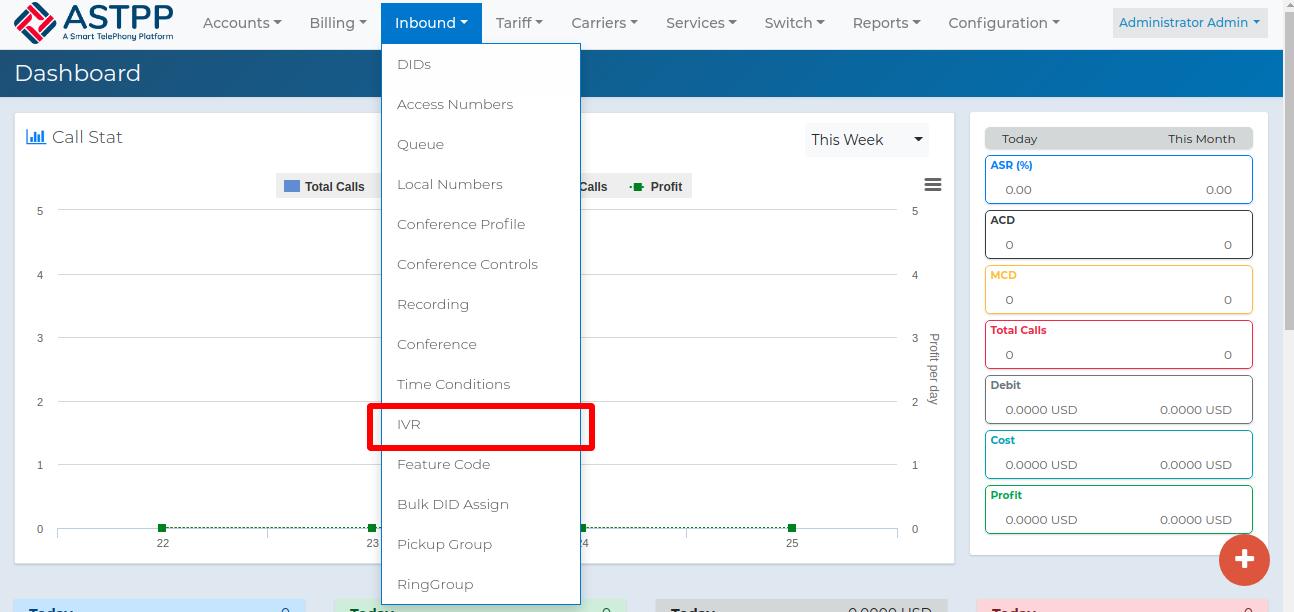 ASTPP
A Smart TelePhony Platform
Accounts
Billing
Inbound
Tariff
Carriers
Services
Switch
Reports
Configuration
Administrator Admin
Dashboard
DIDs
Access Numbers
Queue
Local Numbers
Conference Profile
Conference Controls
Recording
Conference
Time Conditions
IVR
Feature Code
Bulk DID Assign
Pickup Group
RingGroup
Call Stat
This Week
Total Calls
Calls
Profit
5
4
3
2
1
0
5
4
3
2
1
0
Profit per day
22
23
24
25
Today This Month
ASR (%)
0.00 0.00
ACD
0 0
MCD
0 0
Total Calls
0 0
Debit
0.0000 USD 0.0000 USD
Cost
0.0000 USD 0.0000 USD
Profit
0.0000 USD 0.0000 USD
Today 0
Today 0
Today 0.0000 USD
Today 0